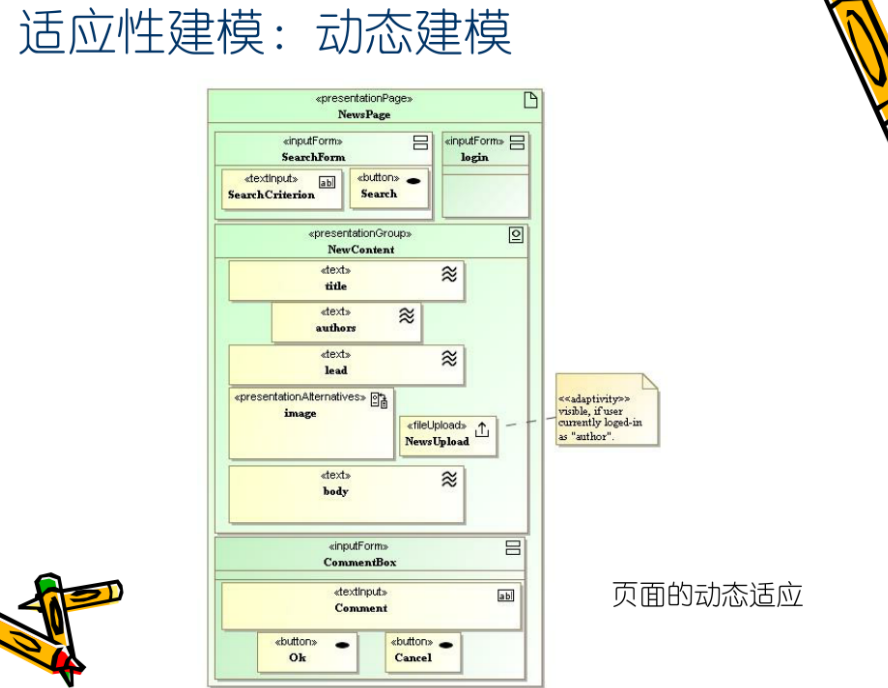 适应性建模：动态建模
«presentationPage»
NewsPage
«inputForm»
SearchForm
«inputForm»
login
«textInput»
SearchCriterion
ab
«button»
Search
«presentationGroup»
NewContent
«text»
title
«text»
authors
«text»
lead
«presentationAlternatives»
image
«fileUpload»
NewsUpload
<<adaptivity>>
visible, if user
currently loged-in
as "author".
«text»
body
«inputForm»
CommentBox
«textInput»
Comment
ab
«button»
Ok
«button»
Cancel
页面的动态适应